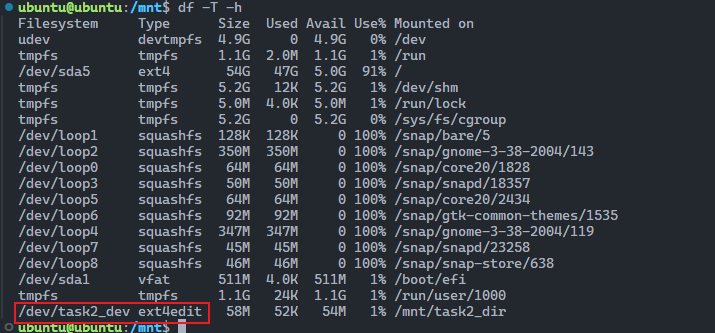 ubuntu@ubuntu:/mnt$ df -T -h
Filesystem     Type      Size  Used Avail Use% Mounted on
udev           devtmpfs  4.9G     0  4.9G   0% /dev
tmpfs          tmpfs     1.1G  2.0M  1.1G   1% /run
/dev/sda5      ext4       54G   47G  5.0G  91% /
tmpfs          tmpfs     5.2G   12K  5.2G   1% /dev/shm
tmpfs          tmpfs     5.0M  4.0K  5.0M   1% /run/lock
tmpfs          tmpfs     5.2G     0  5.2G   0% /sys/fs/cgroup
/dev/loop1     squashfs  128K  128K     0 100% /snap/bare/5
/dev/loop2     squashfs  350M  350M     0 100% /snap/gnome-3-38-2004/143
/dev/loop0     squashfs   64M   64M     0 100% /snap/core20/1828
/dev/loop3     squashfs   50M   50M     0 100% /snap/snapd/18357
/dev/loop5     squashfs   64M   64M     0 100% /snap/core20/2434
/dev/loop6     squashfs   92M   92M     0 100% /snap/gtk-common-themes/1535
/dev/loop4     squashfs  347M  347M     0 100% /snap/gnome-3-38-2004/119
/dev/loop7     squashfs   45M   45M     0 100% /snap/snapd/23258
/dev/loop8     squashfs   46M   46M     0 100% /snap/snap-store/638
/dev/sda1      vfat      511M  4.0K  511M   1% /boot/efi
tmpfs          tmpfs     1.1G   24K  1.1G   1% /run/user/1000
/dev/task2_dev ext4edit   58M   52K   54M   1% /mnt/task2_dir
ubuntu@ubuntu:/mnt$